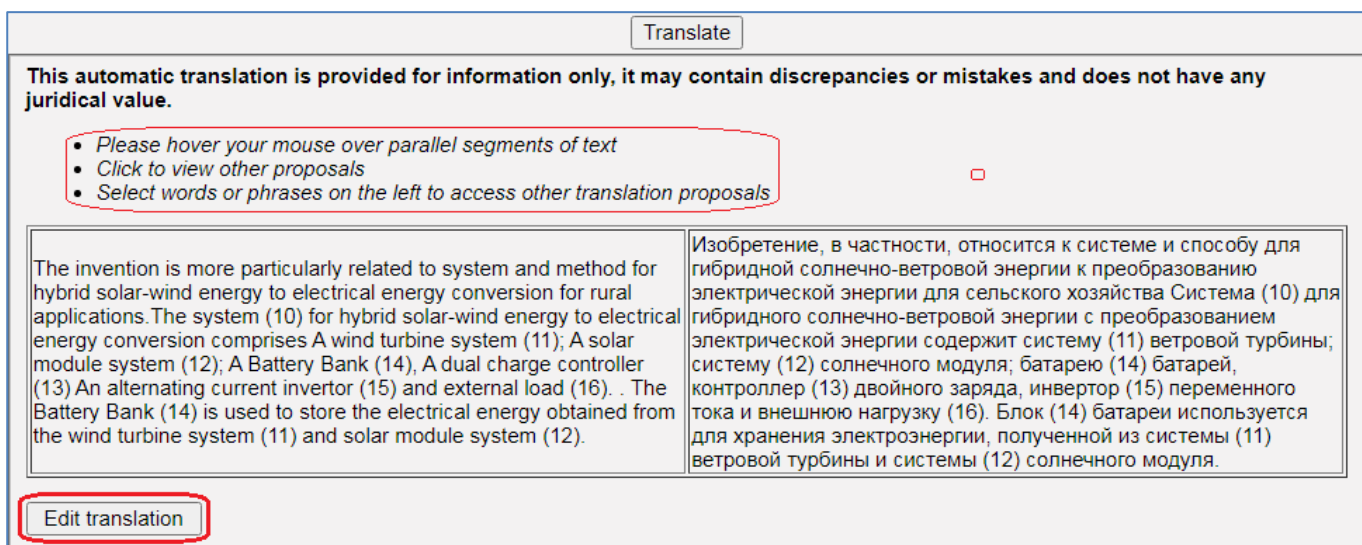 Translate
This automatic translation is provided for information only, it may contain discrepancies or mistakes and does not have any
juridical value.
• Please hover your mouse over parallel segments of text
• Click to view other proposals
• Select words or phrases on the left to access other translation proposals
The invention is more particularly related to system and method for
hybrid solar-wind energy to electrical energy conversion for rural
applications.The system (10) for hybrid solar-wind energy to electrical
energy conversion comprises A wind turbine system (11); A solar
module system (12); A Battery Bank (14), A dual charge controller
(13) An alternating current invertor (15) and external load (16). . The
Battery Bank (14) is used to store the electrical energy obtained from
the wind turbine system (11) and solar module system (12).
Изобретение, в частности, относится к системе и способу для
гибридной солнечно-ветровой энергии к преобразованию
электрической энергии для сельского хозяйства Система (10) для
гибридного солнечно-ветровой энергии с преобразованием
электрической энергии содержит систему (11) ветровой турбины;
систему (12) солнечного модуля; батарею (14) батарей,
контроллер (13) двойного заряда, инвертор (15) переменного
тока и внешнюю нагрузку (16). Блок (14) батареи используется
для хранения электроэнергии, полученной из системы (11)
ветровой турбины и системы (12) солнечного модуля.
Edit translation